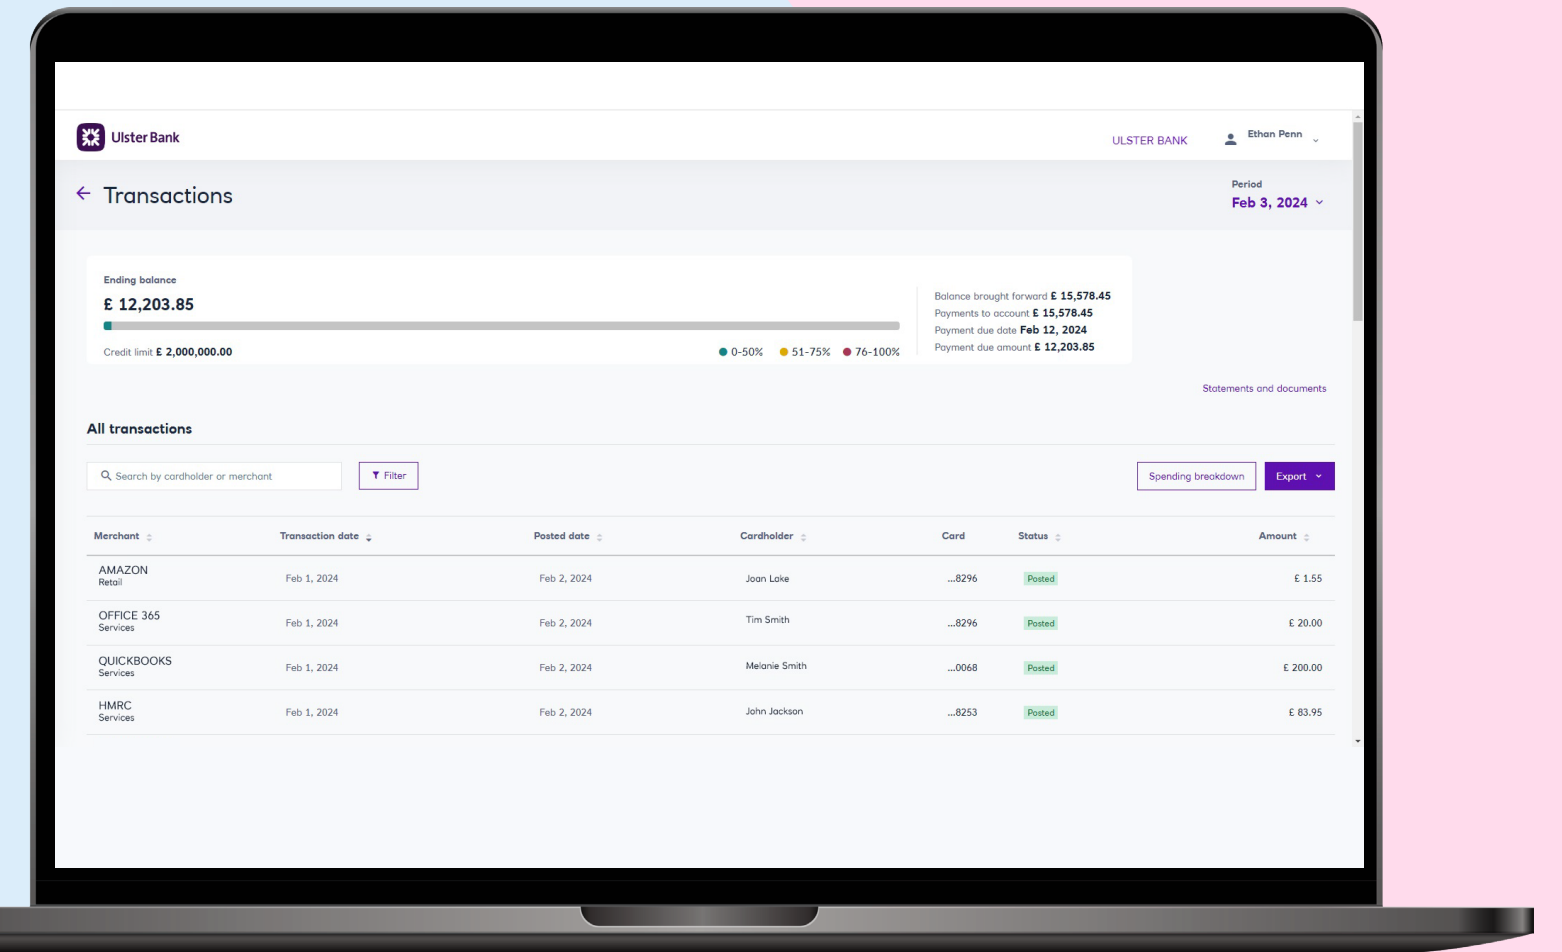 Ulster Bank
ULSTER BANK
Ethan Penn
Transactions
Period
Feb 3, 2024
Ending balance
£ 12,203.85
Credit limit £ 2,000,000.00
0-50% 51-75% 76-100%
Balance brought forward £ 15,578.45
Payments to account £ 15,578.45
Payment due date Feb 12, 2024
Payment due amount £ 12,203.85
Statements and documents
All transactions
Search by cardholder or merchant
Filter
Spending breakdown
Export
Merchant Transaction date Posted date Cardholder Card Status Amount
AMAZON
Retail
Feb 1, 2024 Feb 2, 2024 Joan Lake ...8296 Posted £ 1.55
OFFICE 365
Services
Feb 1, 2024 Feb 2, 2024 Tim Smith ...8296 Posted £ 20.00
QUICKBOOKS
Services
Feb 1, 2024 Feb 2, 2024 Melanie Smith ...0068 Posted £ 200.00
HMRC
Services
Feb 1, 2024 Feb 2, 2024 John Jackson ...8253 Posted £ 83.95